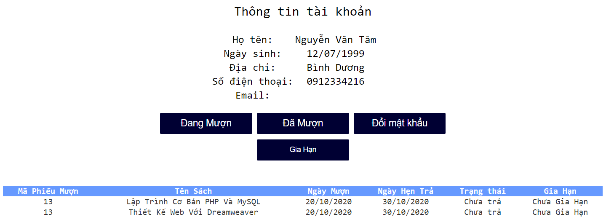 Thông tin tài khoản
Họ tên: Nguyễn Văn Tâm
Ngày sinh: 12/07/1999
Địa chỉ: Bình Dương
Số điện thoại: 0912334216
Email:
Đang Mượn Đã Mượn Đổi mật khẩu
Gia Hạn
Mã Phiếu Mượn Tên Sách Ngày Mượn Ngày Hẹn Trả Trạng thái Gia Hạn
13 Lập Trình Cơ Bản PHP Và MySQL 20/10/2020 30/10/2020 Chưa trả Chưa Gia Hạn
13 Thiết Kế Web Với Dreamweaver 20/10/2020 30/10/2020 Chưa trả Chưa Gia Hạn